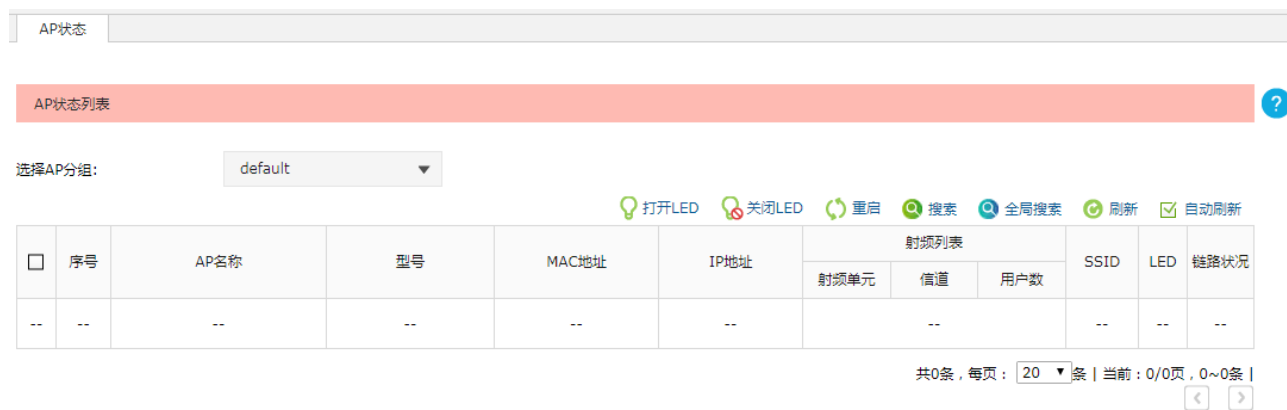 AP状态
AP状态列表
?
选择AP分组: default
打开LED 关闭LED 重启 搜索 全局搜索 刷新 自动刷新
序号 AP名称 型号 MAC地址 IP地址 射频列表 SSID LED 链路状况
射频单元 信道 用户数
-- -- -- -- -- -- -- -- -- --
共0条，每页： 20 条 | 当前：0/0页，0~0条 |
< >